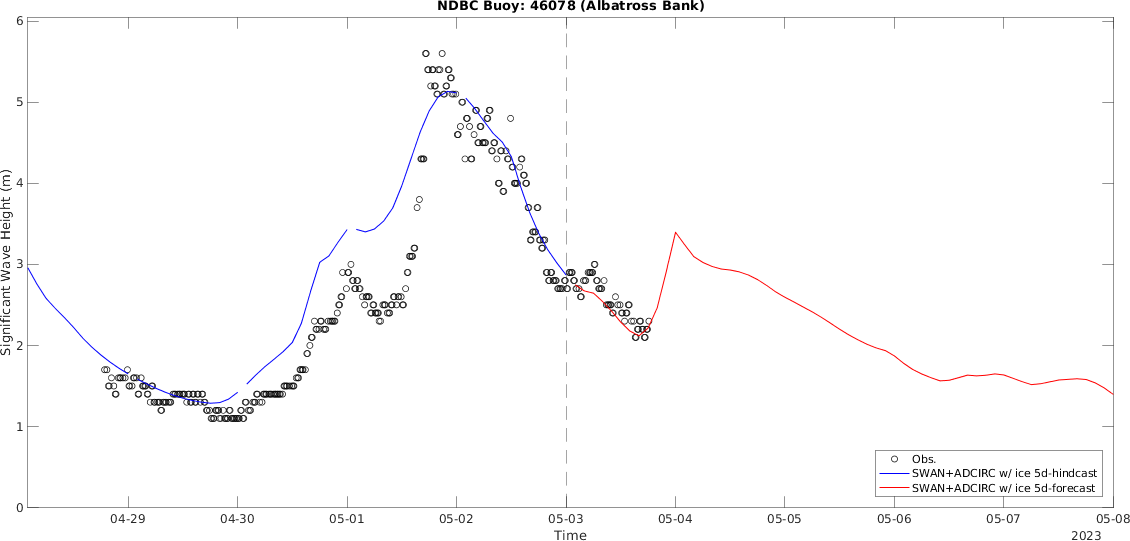 NDBC Buoy: 46078 (Albatross Bank)
Significant Wave Height (m)
6
5
4
3
2
1
0
Obs.
SWAN+ADCIRC w/ ice 5d-hindcast
SWAN+ADCIRC w/ ice 5d-forecast
04-29 04-30 05-01 05-02 05-03 05-04 05-05 05-06 05-07 05-08
Time
2023